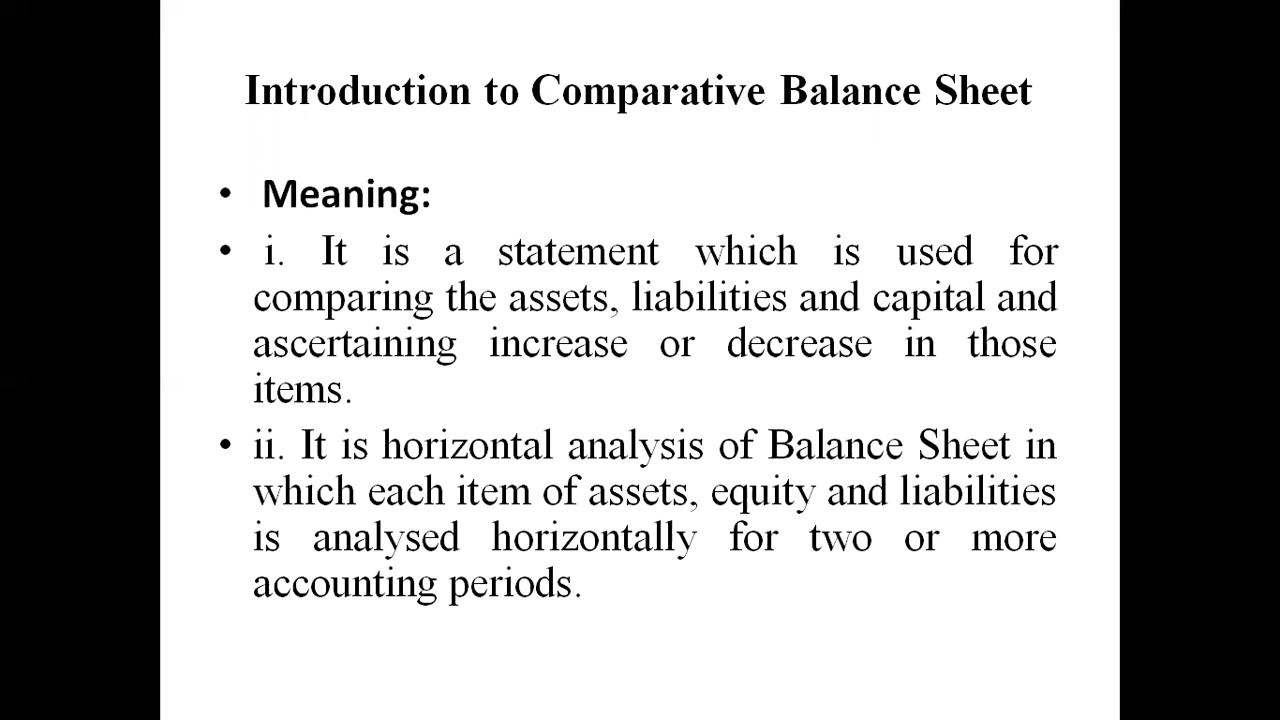 Introduction to Comparative Balance Sheet
• Meaning:
• i. It is a statement which is used for
comparing the assets, liabilities and capital and
ascertaining increase or decrease in those
items.
• ii. It is horizontal analysis of Balance Sheet in
which each item of assets, equity and liabilities
is analysed horizontally for two or more
accounting periods.